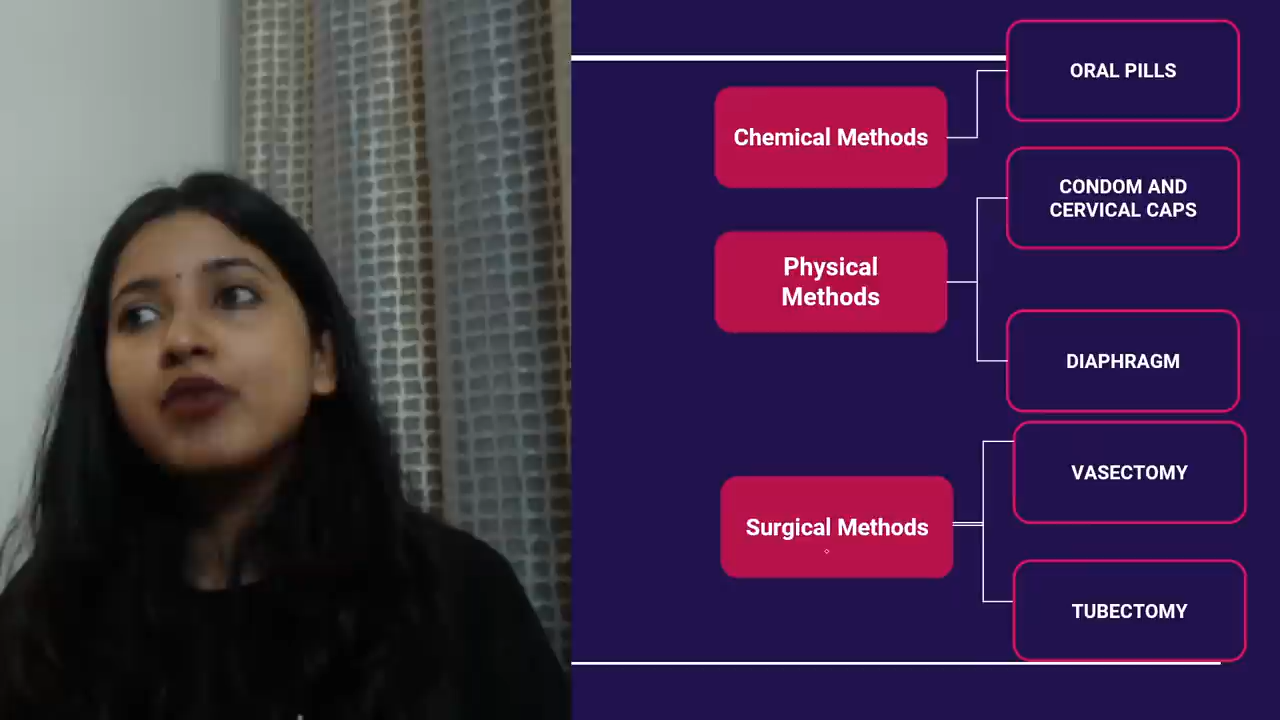 ORAL PILLS
Chemical Methods
CONDOM AND
CERVICAL CAPS
Physical
Methods
DIAPHRAGM
VASECTOMY
Surgical Methods
TUBECTOMY